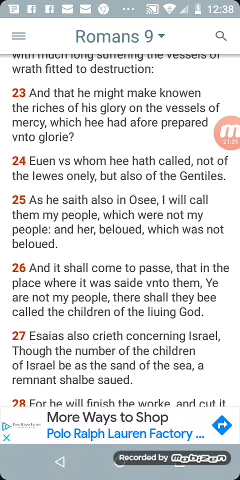 12:38
Romans 9
with much long suffering the vessels of
wrath fitted to destruction:
23 And that he might make knowen
the riches of his glory on the vessels of
mercy, which hee had afore prepared
vnto glorie?
24 Euen vs whom hee hath called, not of
the Iewes onely, but also of the Gentiles.
25 As he saith also in Osee, I will call
them my people, which were not my
people: and her, beloued, which was not
beloued.
26 And it shall come to passe, that in the
place where it was saide vnto them, Ye
are not my people, there shall they bee
called the children of the liuing God.
27 Esaias also crieth concerning Israel,
Though the number of the children
of Israel be as the sand of the sea, a
remnant shalbe saued.
28 For he will finish the worke, and cut it
More Ways to Shop
Polo Ralph Lauren Factory ...
Recorded by mobizen